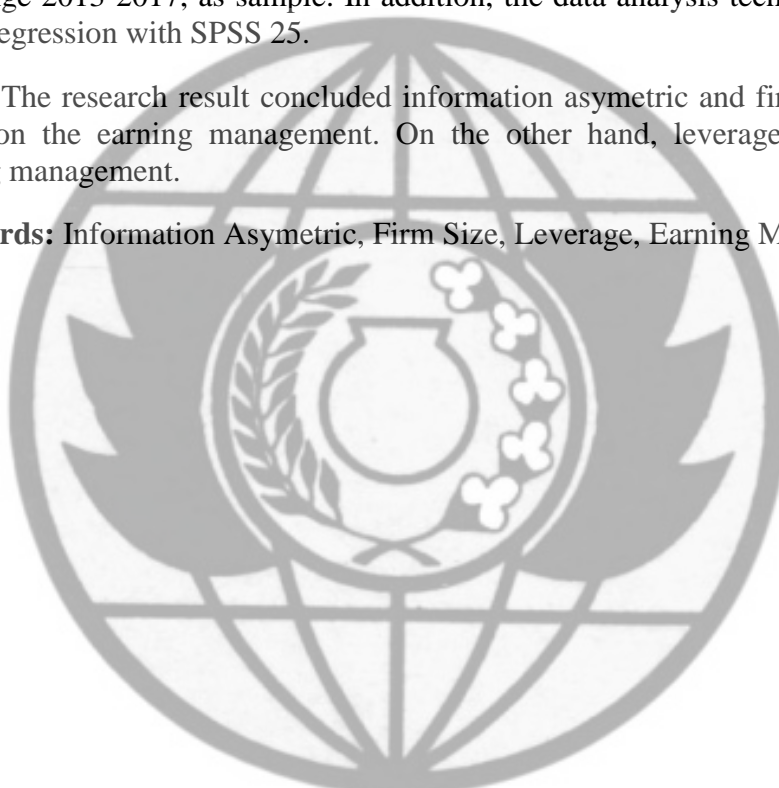 ge 2013-2017, as sample. In addition, the data analysis tech
egression with SPSS 25.
The research result concluded information asymetric and fir
on the earning management. On the other hand, leverage
g management.
rds: Information Asymetric, Firm Size, Leverage, Earning M